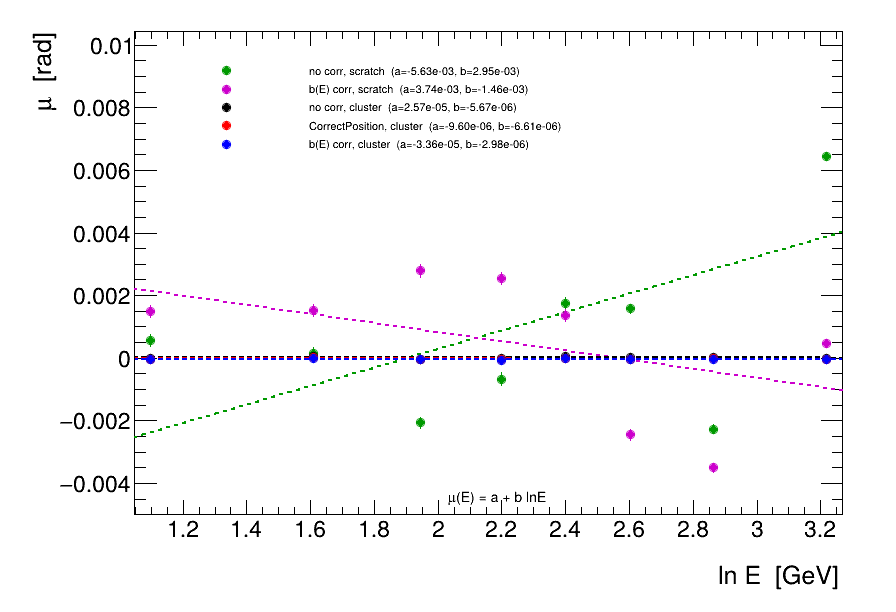 μ [rad]
0.01
0.008
0.006
0.004
0.002
0
−0.002
−0.004
no corr, scratch (a=-5.63e-03, b=2.95e-03)
b(E) corr, scratch (a=3.74e-03, b=-1.46e-03)
no corr, cluster (a=2.57e-05, b=-5.67e-06)
CorrectPosition, cluster (a=-9.60e-06, b=-6.61e-06)
b(E) corr, cluster (a=-3.36e-05, b=-2.98e-06)
μ(E) = a + b lnE
1.2 1.4 1.6 1.8 2 2.2 2.4 2.6 2.8 3 3.2
ln E [GeV]